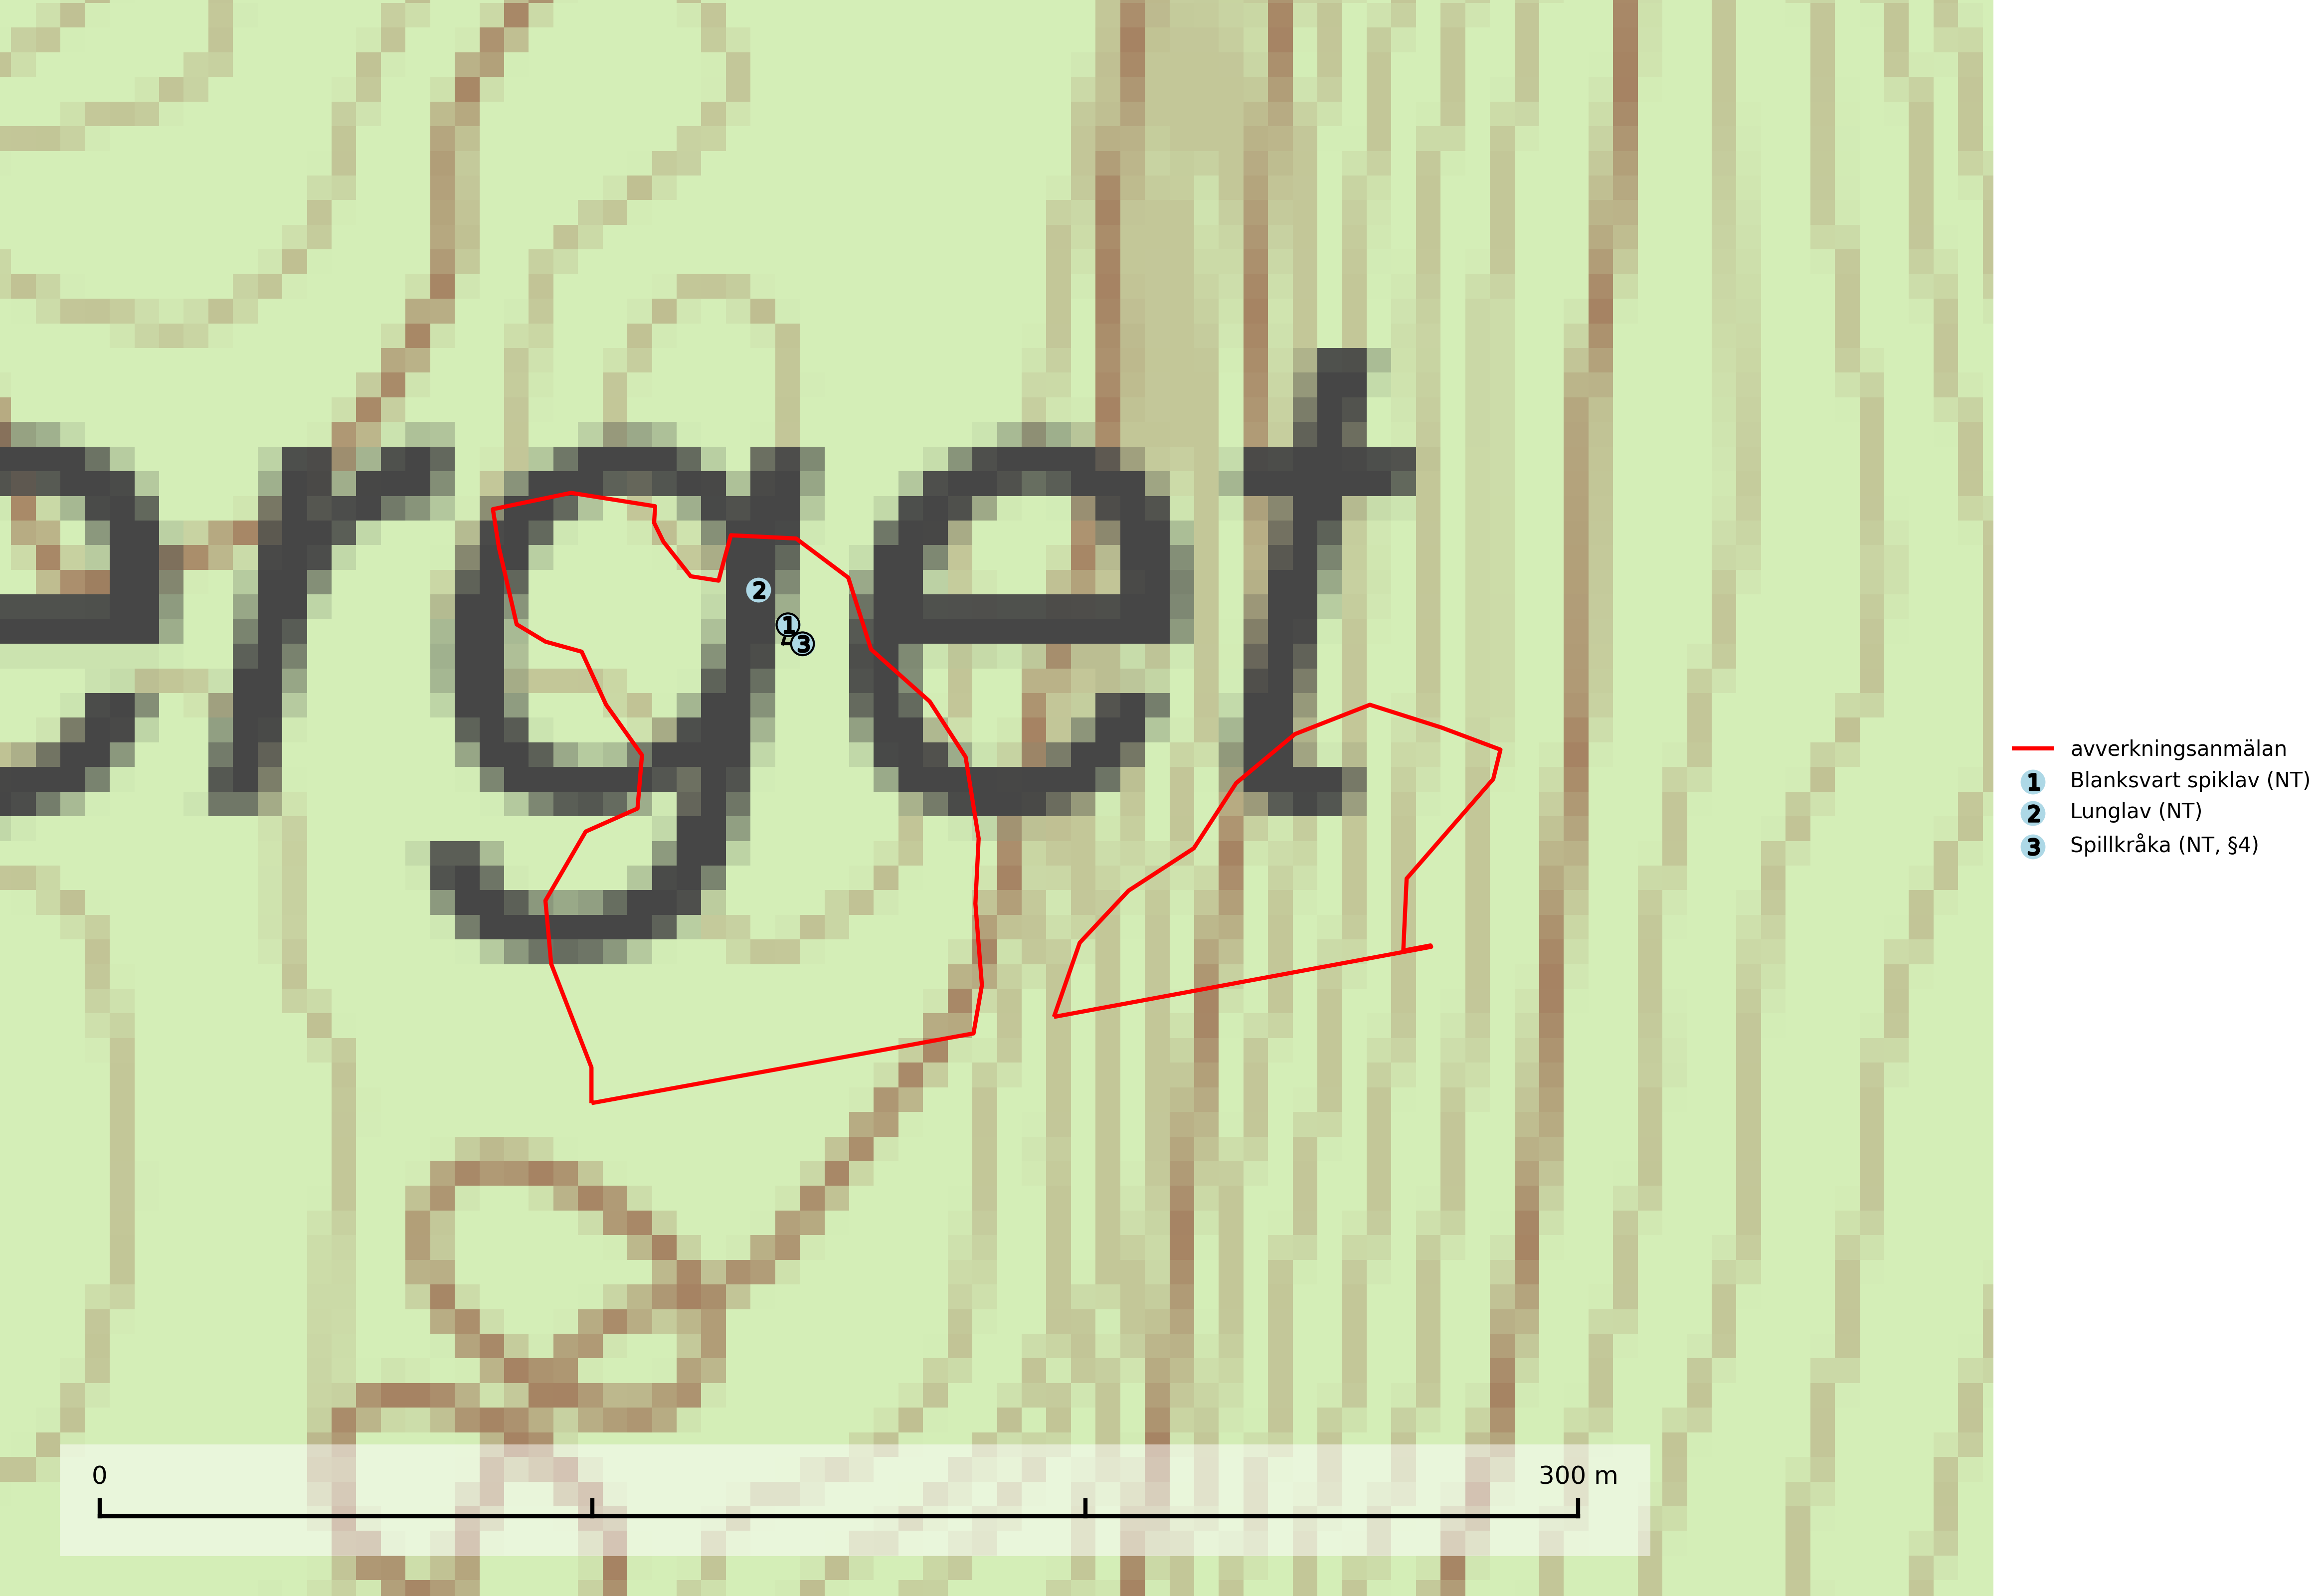 erget
2
1
3
avverkningsanmälan
1 Blanksvart spiklav (NT)
2 Lunglav (NT)
3 Spillkråka (NT, §4)
0 300 m